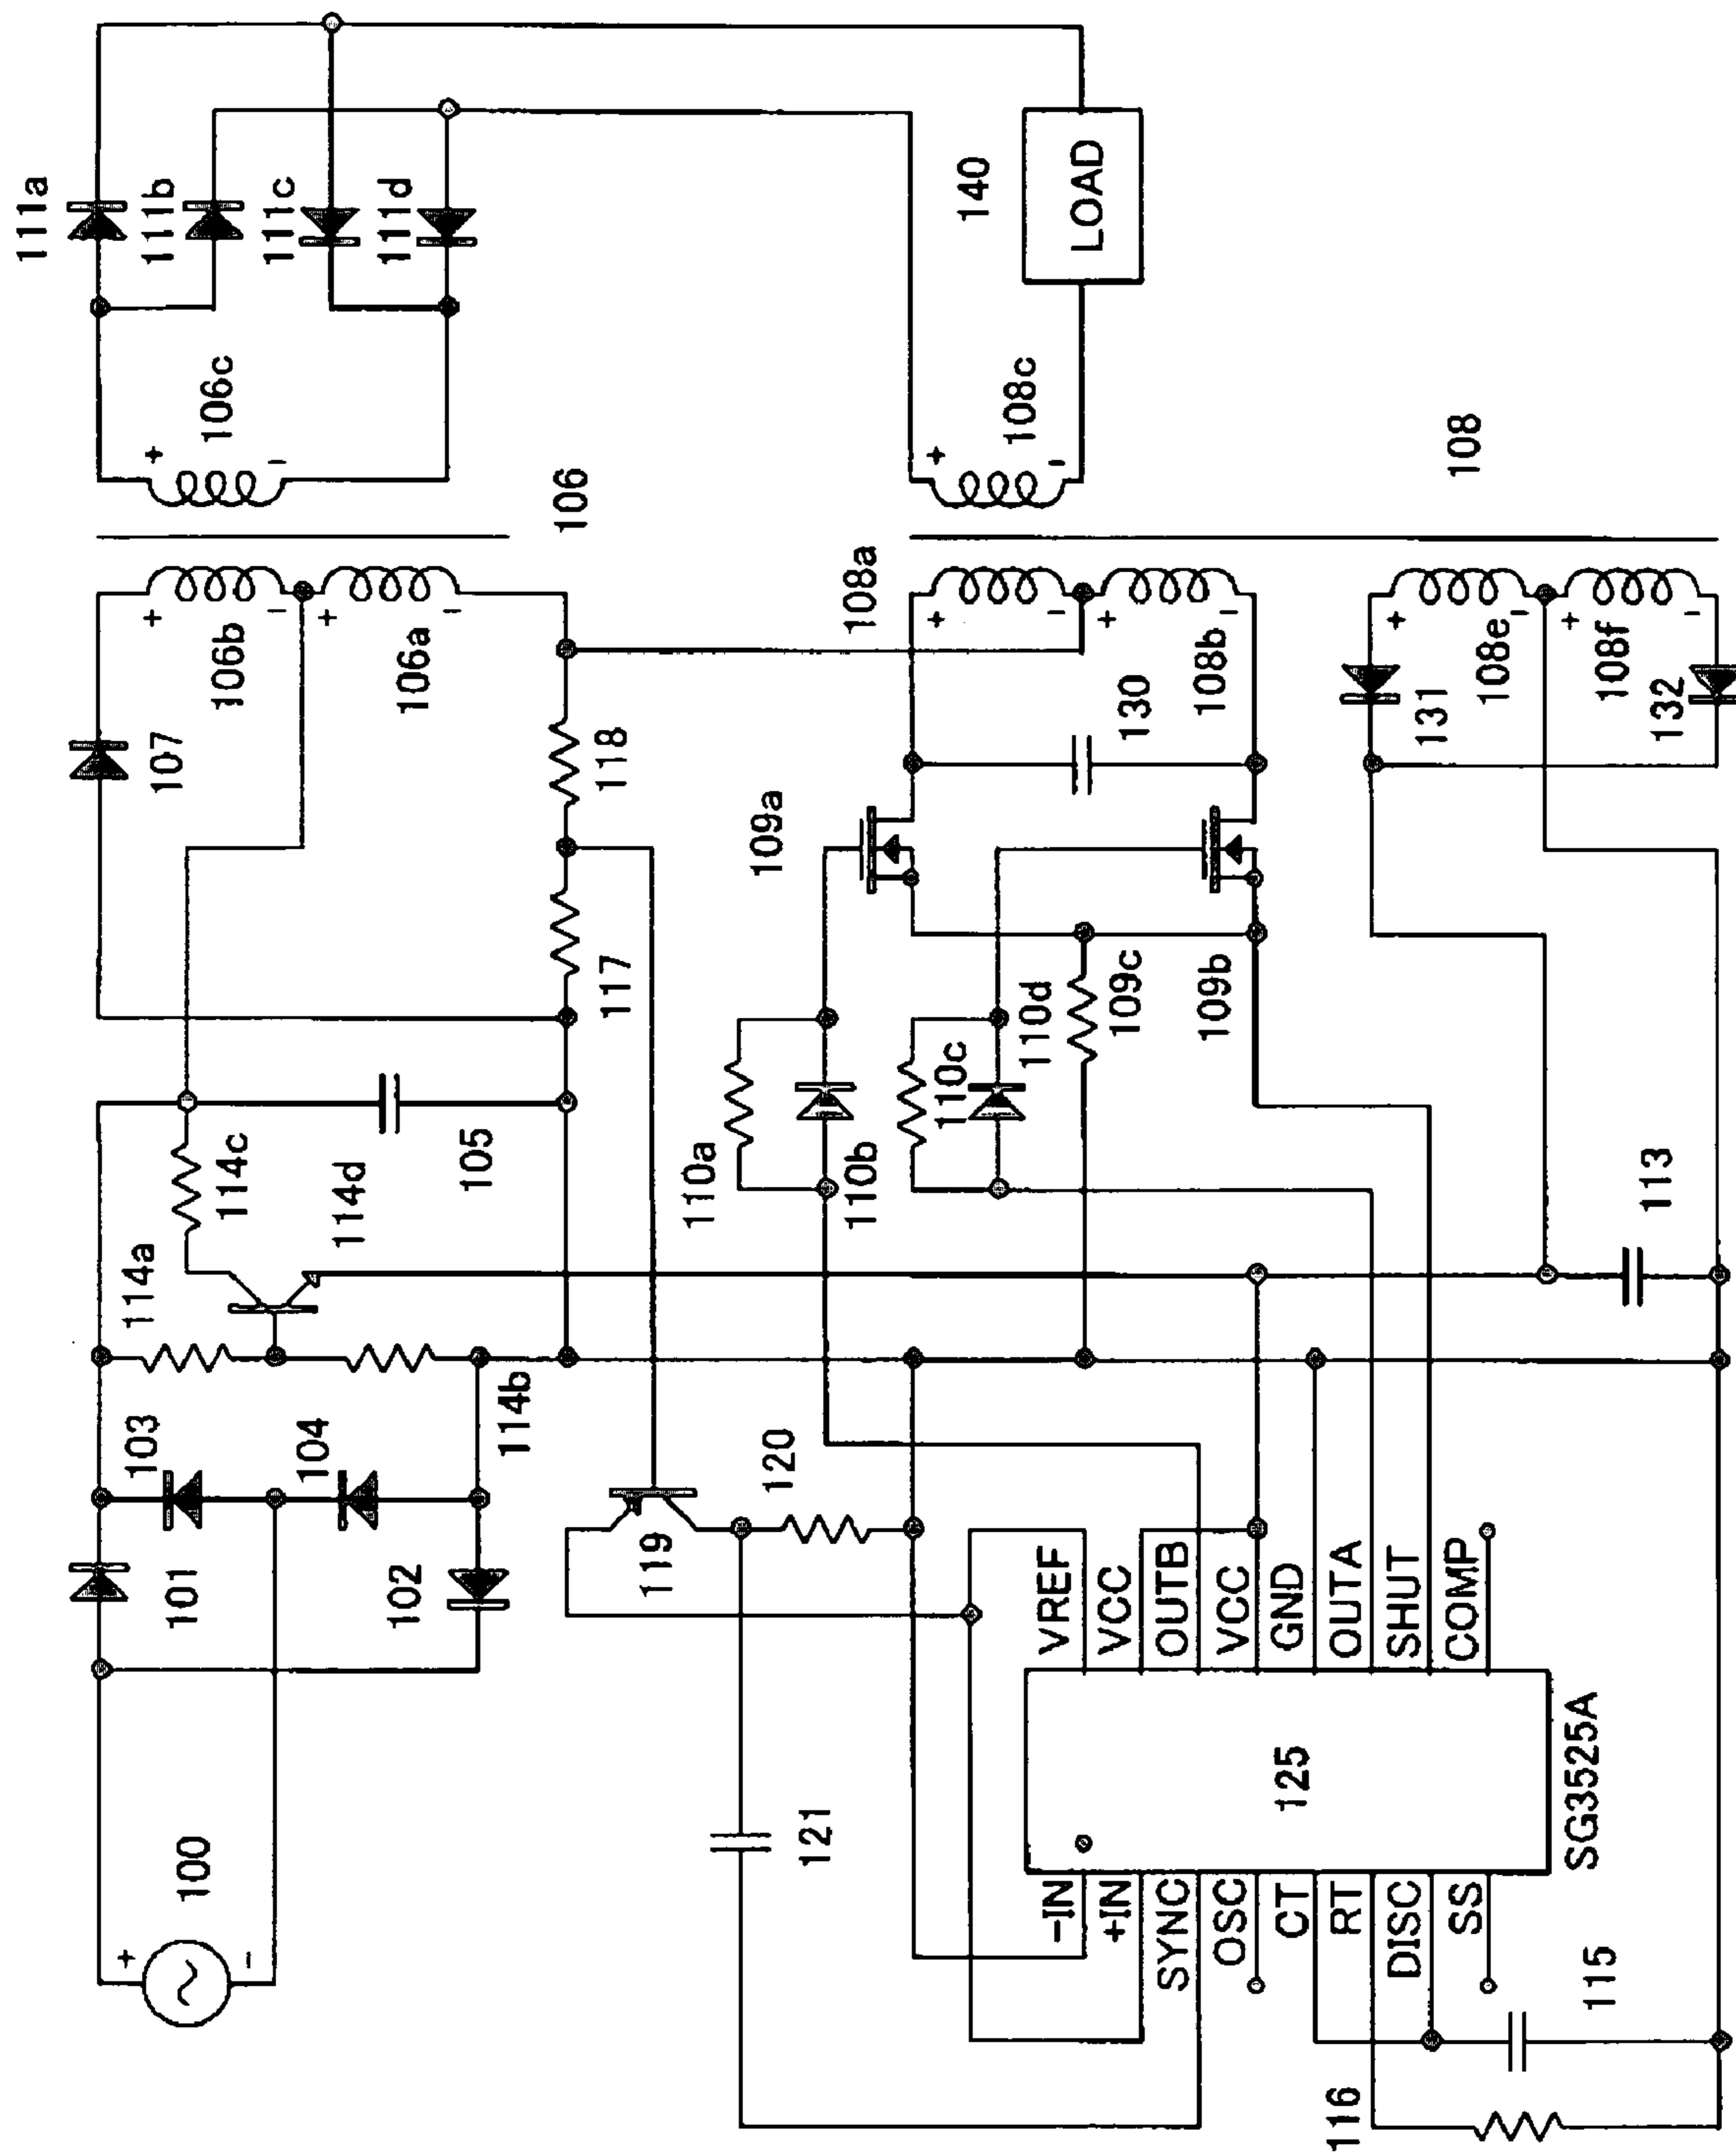 100
+
-
101
102
103
104
114a
114b
114c
114d
105
107
106b
+
-
106a
+
-
106
106c
+
-
111a
111b
111c
111d
117
118
119
120
121
110a
110b
110c
110d
109a
109b
109c
130
108a
+
-
108b
+
-
108c
+
-
140
LOAD
108
131
132
108e
+
-
108f
+
-
113
VREF
VCC
OUTB
VCC
GND
OUTA
SHUT
COMP
125
-IN
+IN
SYNC
OSC
CT
RT
DISC
SS
SG3525A
115
116